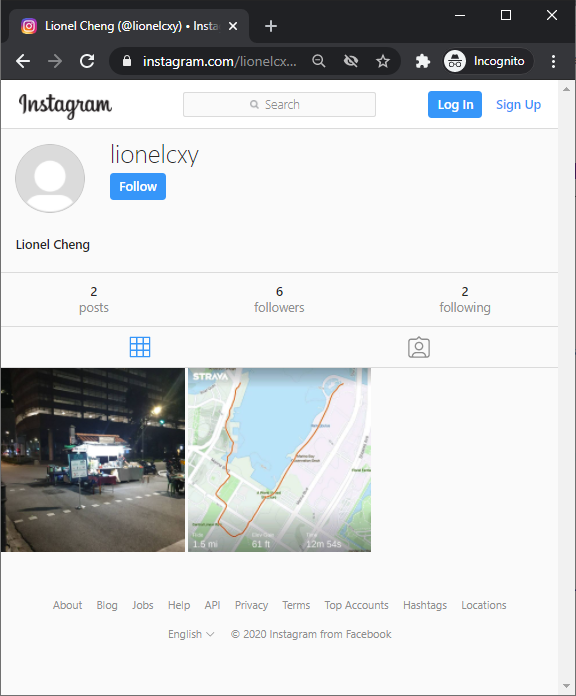 Lionel Cheng (@lionelcxy) • Insta
instagram.com/lionelcx...
Incognito
Instagram
Search
Log In
Sign Up
lionelcxy
Follow
Lionel Cheng
2
posts
6
followers
2
following
STRAVA
Ride
1.5 mi
61 ft
Time
12m 54s
About
Blog
Jobs
Help
API
Privacy
Terms
Top Accounts
Hashtags
Locations
English
© 2020 Instagram from Facebook